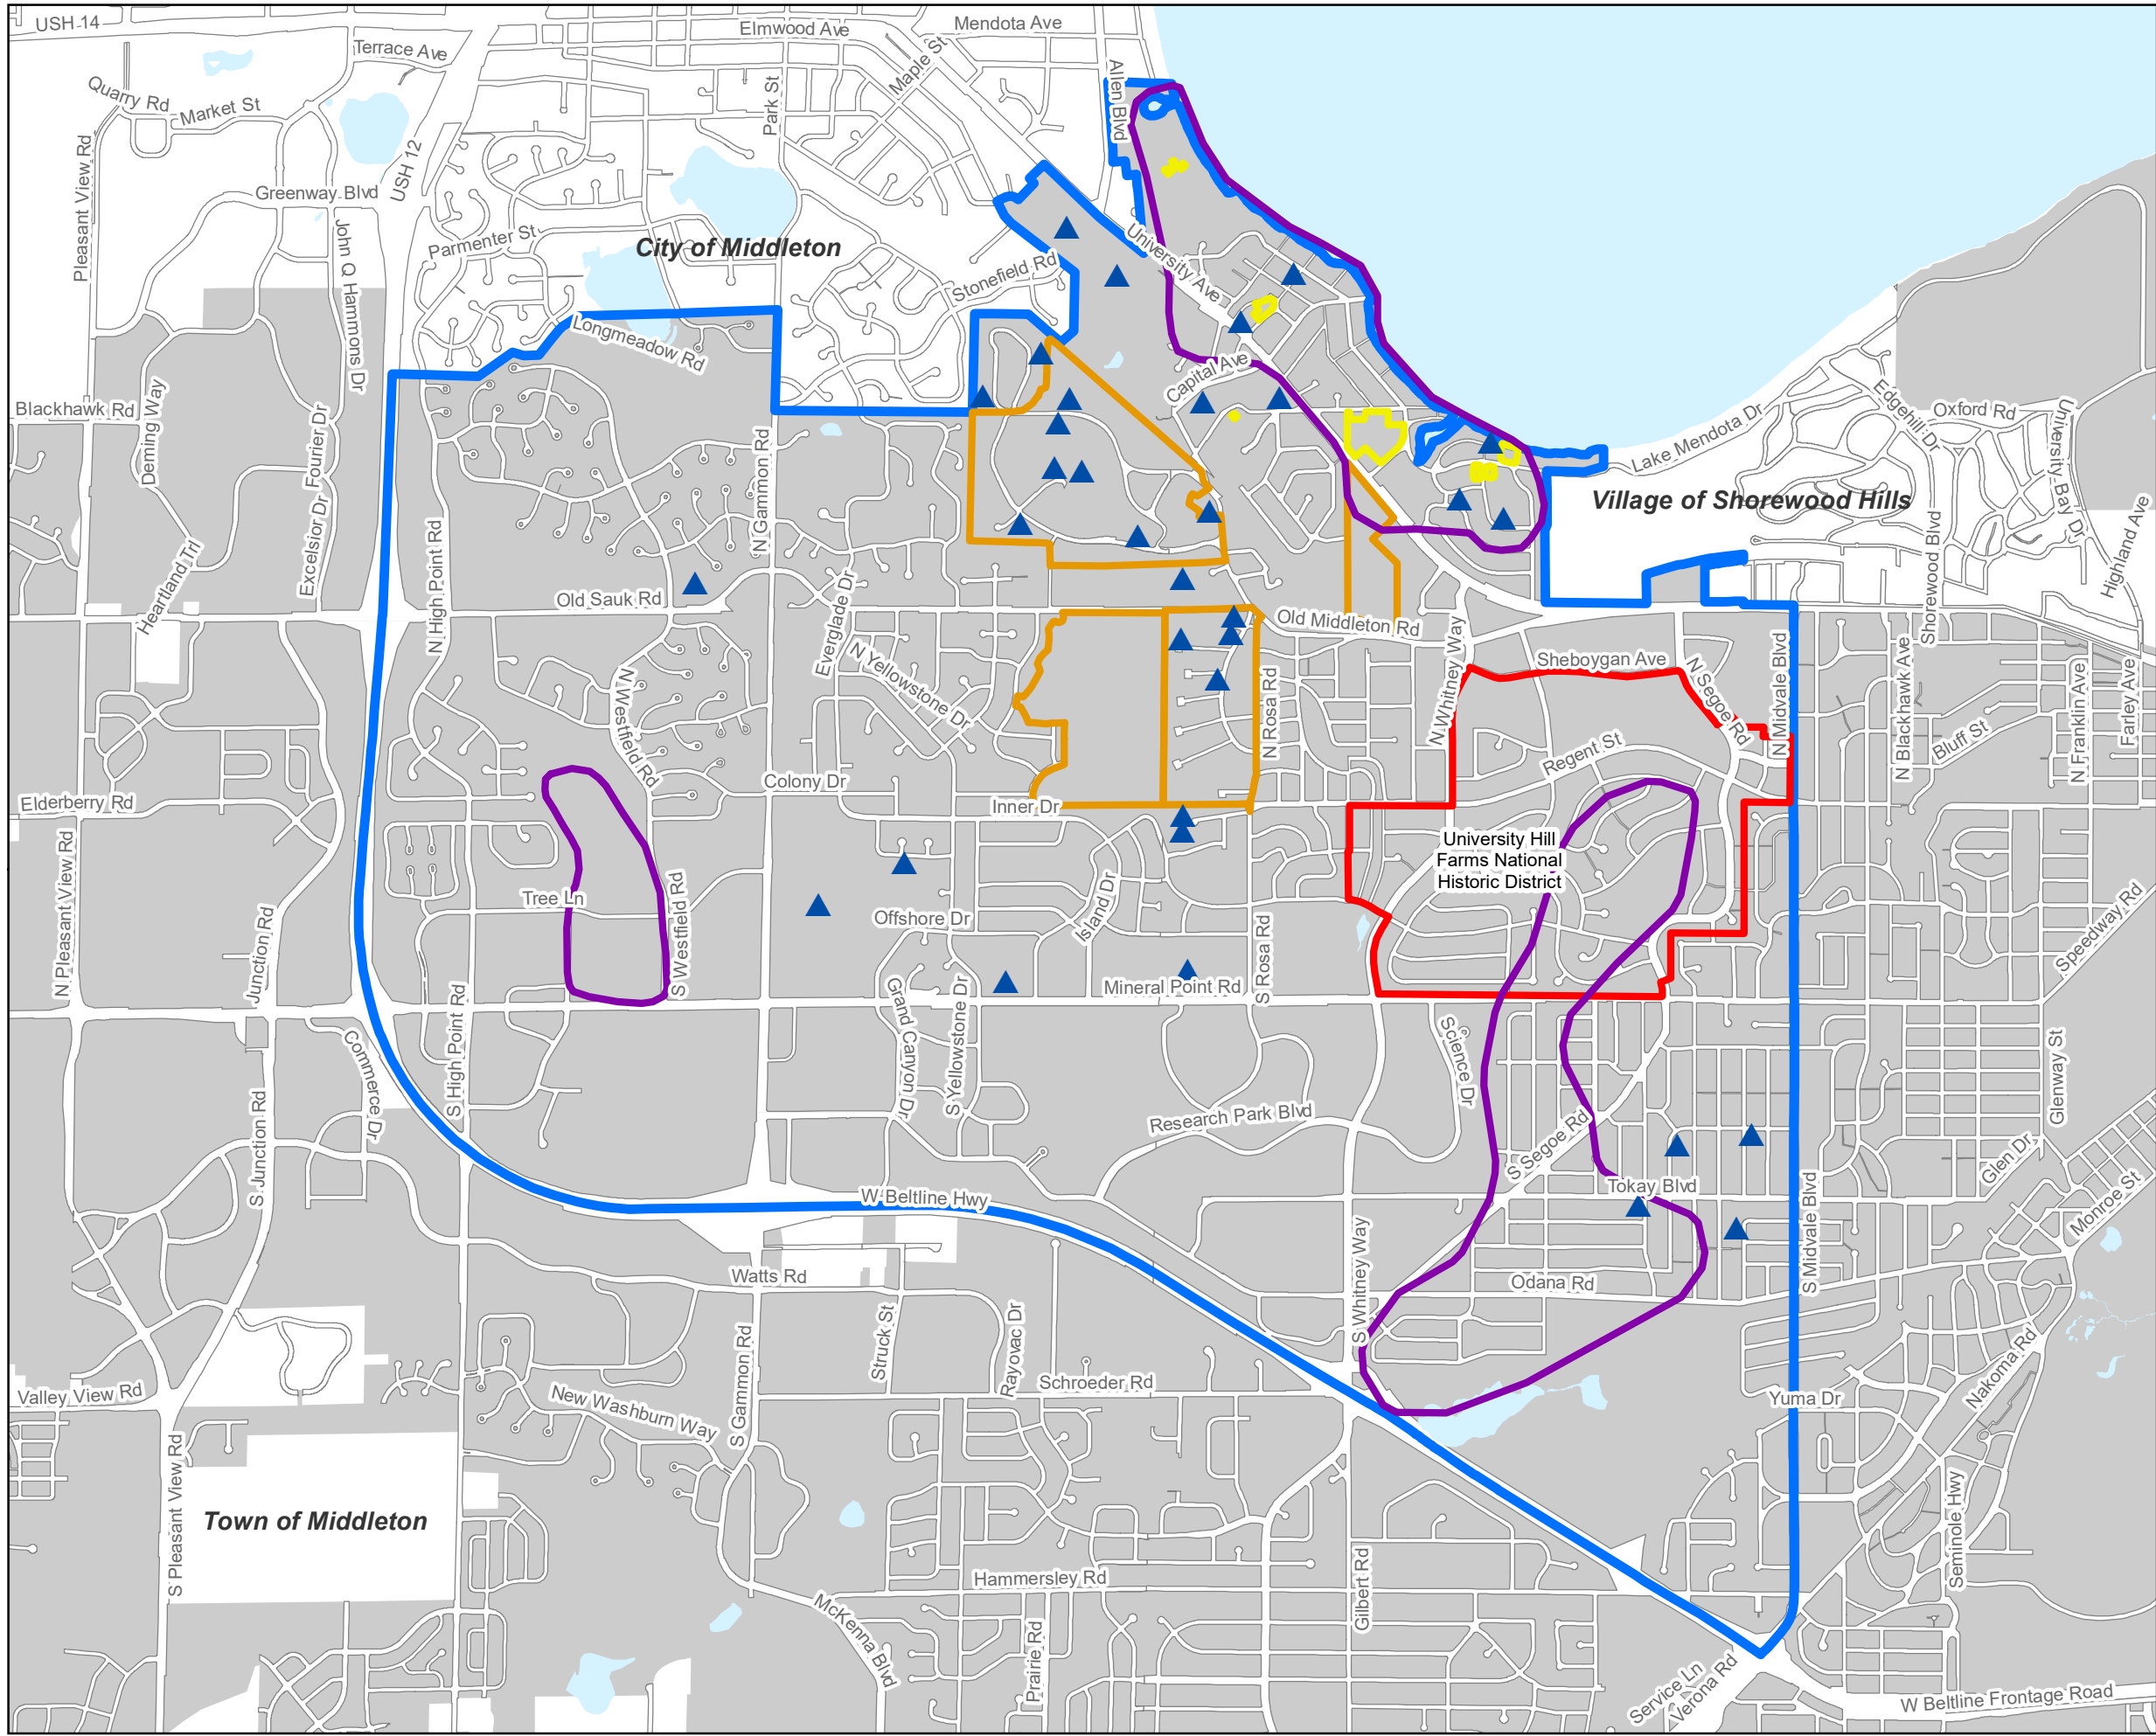 USH 14
Terrace Ave
Elmwood Ave
Mendota Ave
Maple St
Allen Blvd
Park St
Quarry Rd
Market St
Pleasant View Rd
USH 12
Greenway Blvd
John Q Hammons Dr
Parmenter St
City of Middleton
Stonefield Rd
University Ave
Longmeadow Rd
Capital Ave
Blackhawk Rd
Deming Way
Fourier Dr
Excelsior Dr
Heartland Trl
N High Point Rd
N Gammon Rd
Old Sauk Rd
Everglade Dr
N Yellowstone Dr
N Westfield Rd
Lake Mendota Dr
Edgehill Dr
Oxford Rd
University Bay Dr
Village of Shorewood Hills
Shorewood Blvd
Highland Ave
Old Middleton Rd
N Whitney Way
Sheboygan Ave
N Segoe Rd
N Midvale Blvd
N Blackhawk Ave
N Franklin Ave
Farley Ave
Bluff St
N Rosa Rd
Regent St
Colony Dr
Inner Dr
Elderberry Rd
N Pleasant View Rd
Junction Rd
Tree Ln
S Westfield Rd
Offshore Dr
Island Dr
University Hill
Farms National
Historic District
Speedway Rd
S Rosa Rd
Mineral Point Rd
Grand Canyon Dr
S Yellowstone Dr
Commerce Dr
S High Point Rd
S Junction Rd
Science Dr
Research Park Blvd
S Segoe Rd
Glenway St
Glen Dr
Monroe St
Tokay Blvd
W Beltline Hwy
S Whitney Way
S Midvale Blvd
Odana Rd
Watts Rd
Struck St
Rayovac Dr
S Gammon Rd
Schroeder Rd
Nakoma Rd
Yuma Dr
Valley View Rd
New Washburn Way
S Pleasant View Rd
Town of Middleton
Seminole Hwy
Hammersley Rd
Gilbert Rd
McKenna Blvd
Prairie Rd
Service Ln
Verona Rd
W Beltline Frontage Road